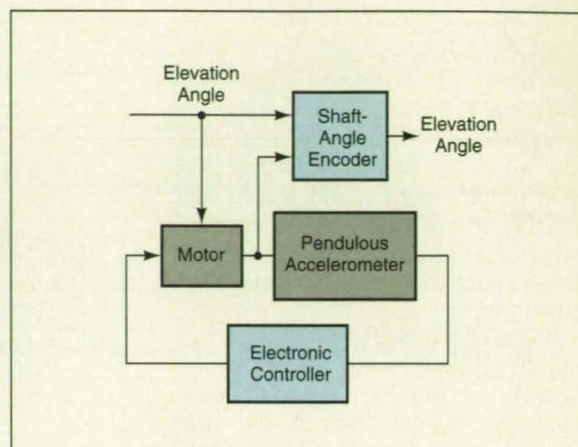 Elevation
Angle
Shaft-
Angle
Encoder
Elevation
Angle
Motor
Pendulous
Accelerometer
Electronic
Controller